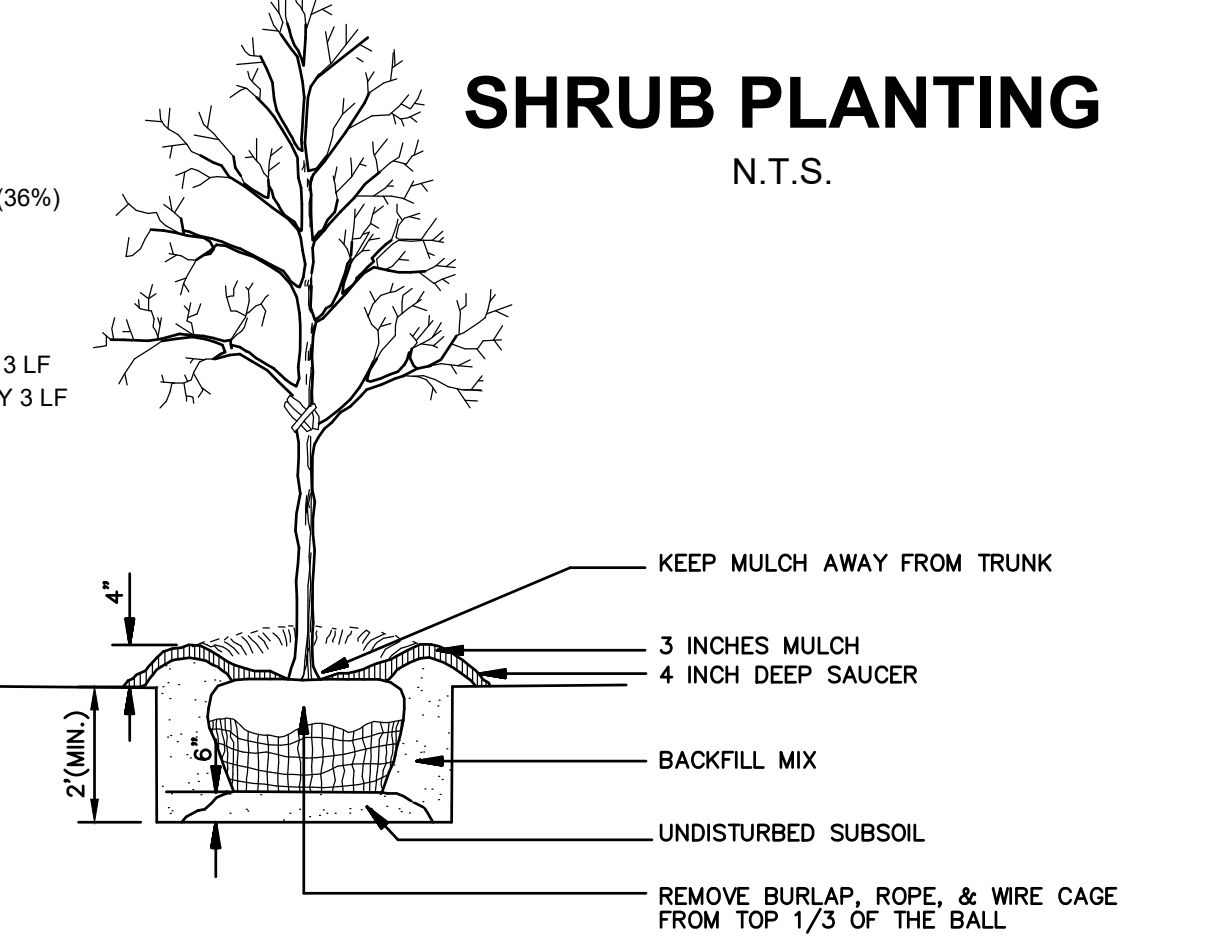 SHRUB PLANTING
N.T.S.
(36%)
3 LF
Y 3 LF
KEEP MULCH AWAY FROM TRUNK
4"
3 INCHES MULCH
4 INCH DEEP SAUCER
2'(MIN.)
6"
BACKFILL MIX
UNDISTURBED SUBSOIL
REMOVE BURLAP, ROPE, & WIRE CAGE
FROM TOP 1/3 OF THE BALL